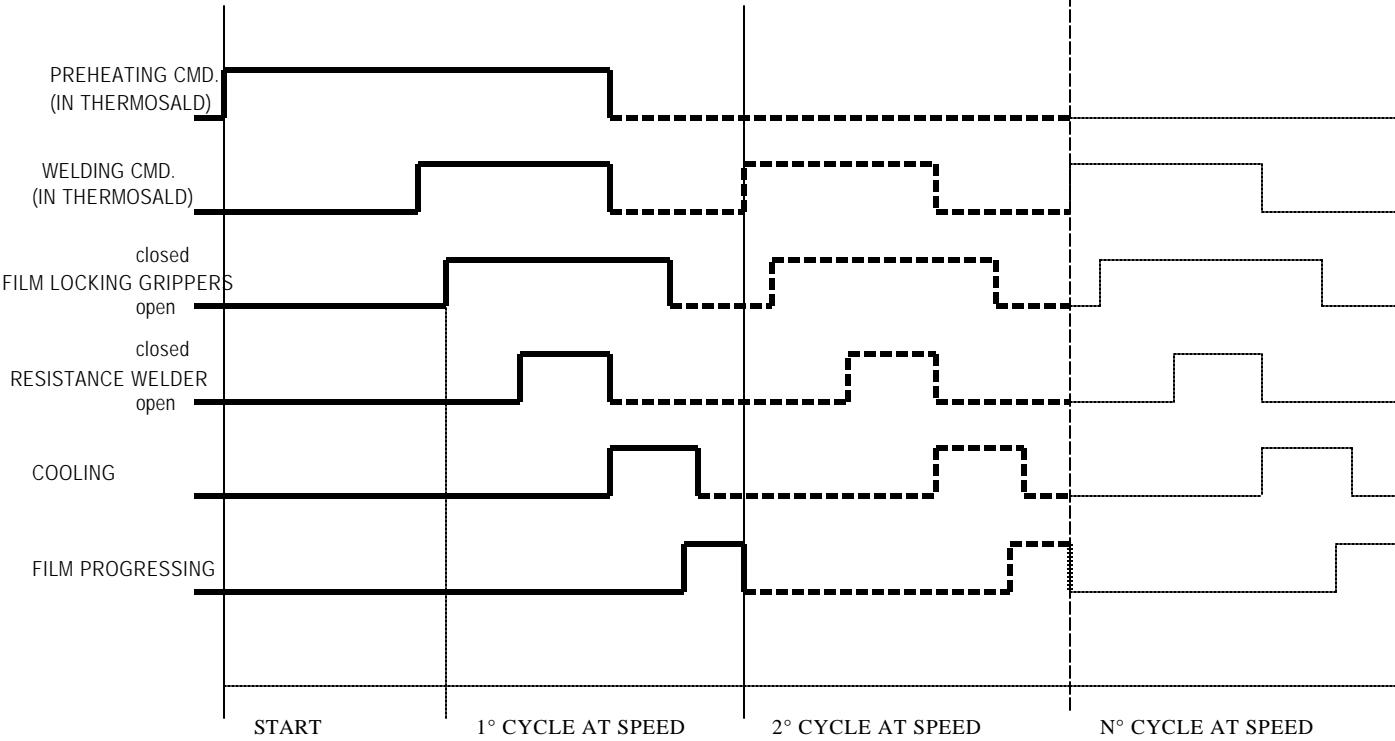 PREHEATING CMD.
(IN THERMOSALD)
WELDING CMD.
(IN THERMOSALD)
closed
FILM LOCKING GRIPPERS
open
closed
RESISTANCE WELDER
open
COOLING
FILM PROGRESSING
START
1° CYCLE AT SPEED
2° CYCLE AT SPEED
N° CYCLE AT SPEED